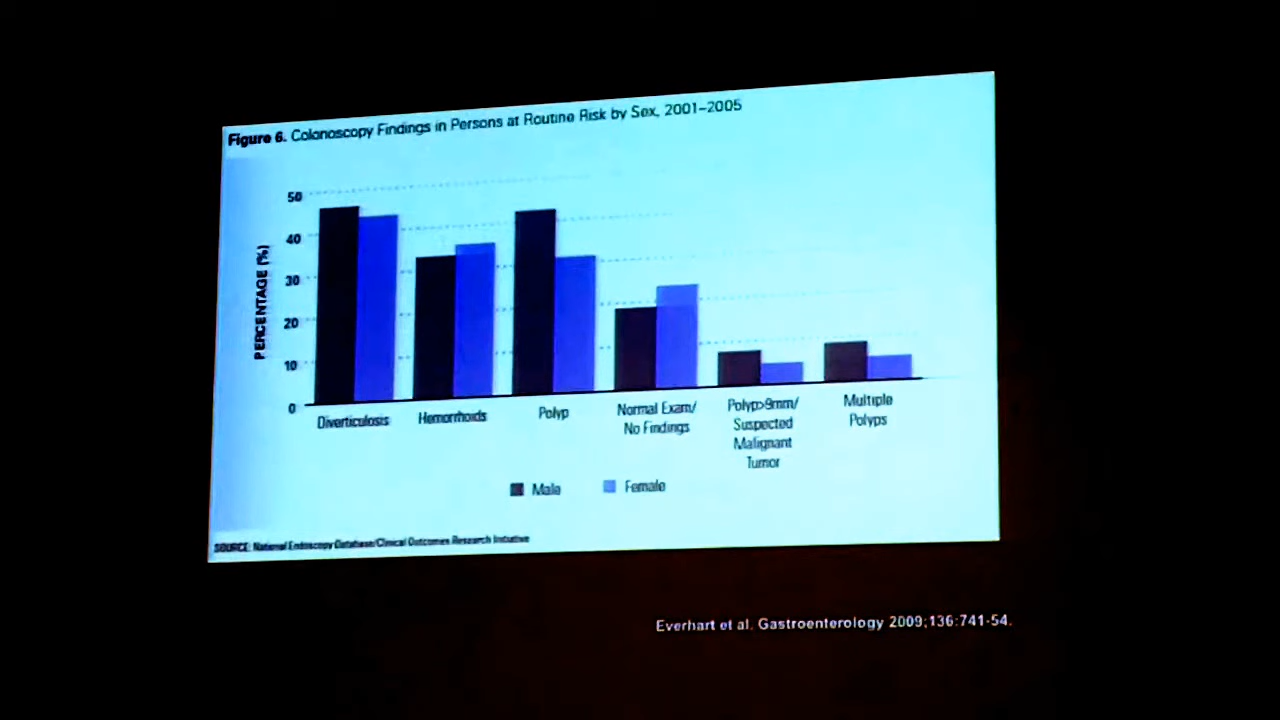 Figure 6. Colonoscopy Findings in Persons at Routine Risk by Sex, 2001–2005
PERCENTAGE (%)
50
40
30
20
10
0
Diverticulosis
Hemorrhoids
Polyp
Normal Exam/
No Findings
Polyp>9mm/
Suspected
Malignant
Tumor
Multiple
Polyps
Male
Female
SOURCE: National Endoscopy Database/Clinical Outcomes Research Initiative
Everhart et al. Gastroenterology 2009;136:741-54.